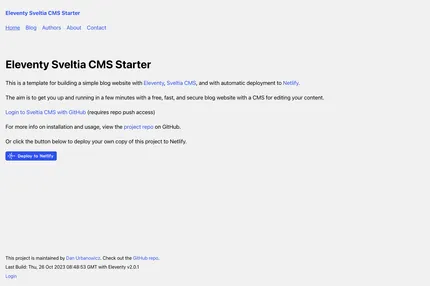 Eleventy Sveltia CMS Starter
Home Blog Authors About Contact
Eleventy Sveltia CMS Starter
This is a template for building a simple blog website with Eleventy, Sveltia CMS, and with automatic deployment to Netlify.
The aim is to get you up and running in a few minutes with a free, fast, and secure blog website with a CMS for editing your content.
Login to Sveltia CMS with GitHub (requires repo push access)
For more info on installation and usage, view the project repo on GitHub.
Or click the button below to deploy your own copy of this project to Netlify.
Deploy to Netlify
This project is maintained by Dan Urbanowicz. Check out the GitHub repo.
Last Build: Thu, 26 Oct 2023 08:48:53 GMT with Eleventy v2.0.1
Login